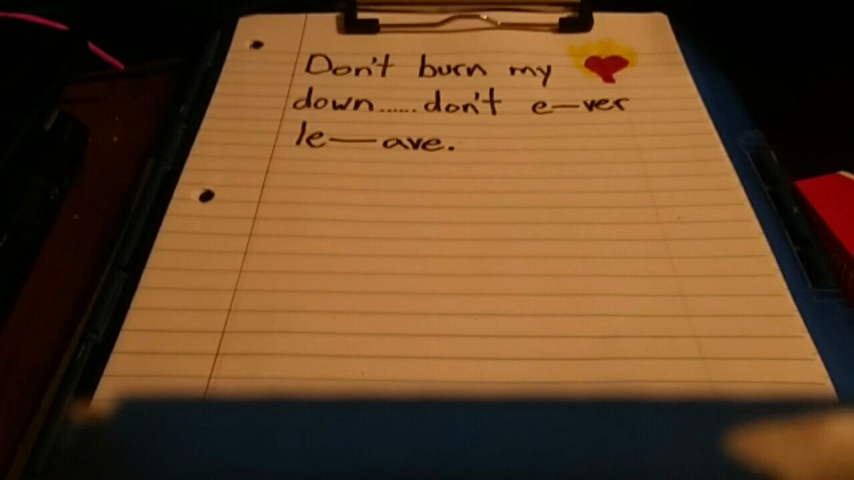 Don't burn my ❤
down......don't e—ver
le—ave.